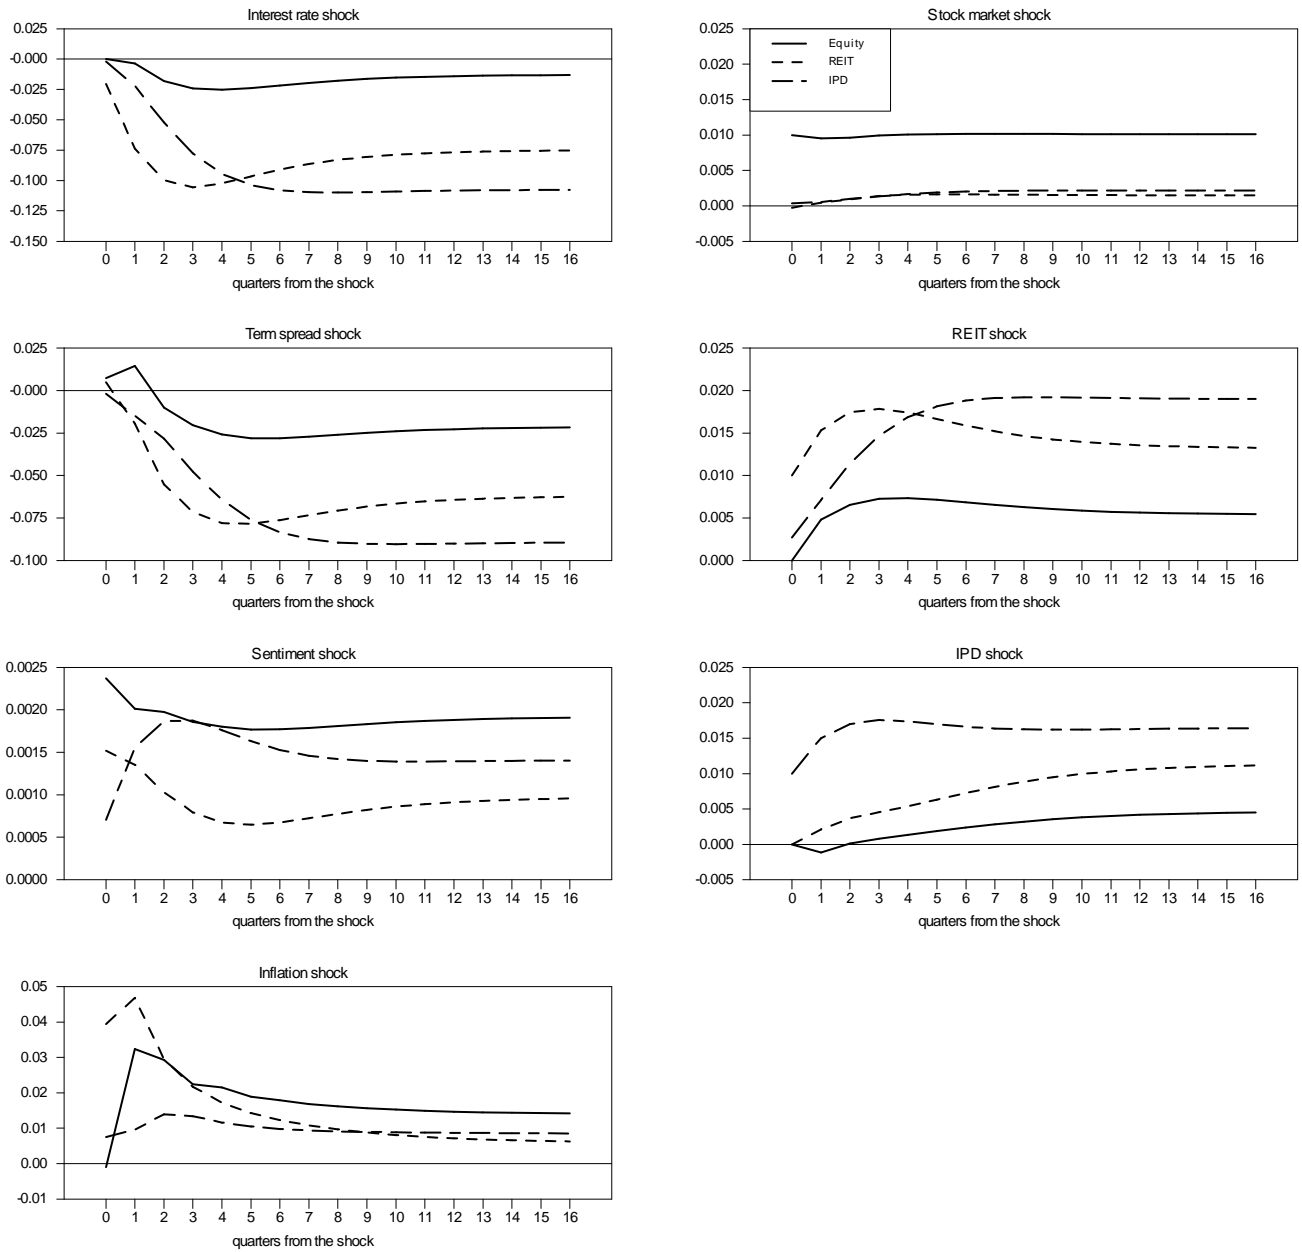 Interest rate shock
0.025
-0.000
-0.025
-0.050
-0.075
-0.100
-0.125
-0.150
0 1 2 3 4 5 6 7 8 9 10 11 12 13 14 15 16
quarters from the shock
Stock market shock
0.025
0.020
0.015
0.010
0.005
0.000
-0.005
Equity
REIT
IPD
0 1 2 3 4 5 6 7 8 9 10 11 12 13 14 15 16
quarters from the shock
Term spread shock
0.025
-0.000
-0.025
-0.050
-0.075
-0.100
0 1 2 3 4 5 6 7 8 9 10 11 12 13 14 15 16
quarters from the shock
REIT shock
0.025
0.020
0.015
0.010
0.005
0.000
0 1 2 3 4 5 6 7 8 9 10 11 12 13 14 15 16
quarters from the shock
Sentiment shock
0.0025
0.0020
0.0015
0.0010
0.0005
0.0000
0 1 2 3 4 5 6 7 8 9 10 11 12 13 14 15 16
quarters from the shock
IPD shock
0.025
0.020
0.015
0.010
0.005
0.000
-0.005
0 1 2 3 4 5 6 7 8 9 10 11 12 13 14 15 16
quarters from the shock
Inflation shock
0.05
0.04
0.03
0.02
0.01
0.00
-0.01
0 1 2 3 4 5 6 7 8 9 10 11 12 13 14 15 16
quarters from the shock